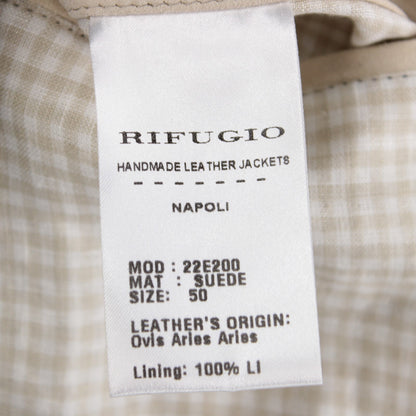 RIFUGIO
HANDMADE LEATHER JACKETS
- - - - - - -
NAPOLI
MOD : 22E200
MAT : SUEDE
SIZE: 50
LEATHER'S ORIGIN:
Ovis Aries Aries
Lining: 100% LI